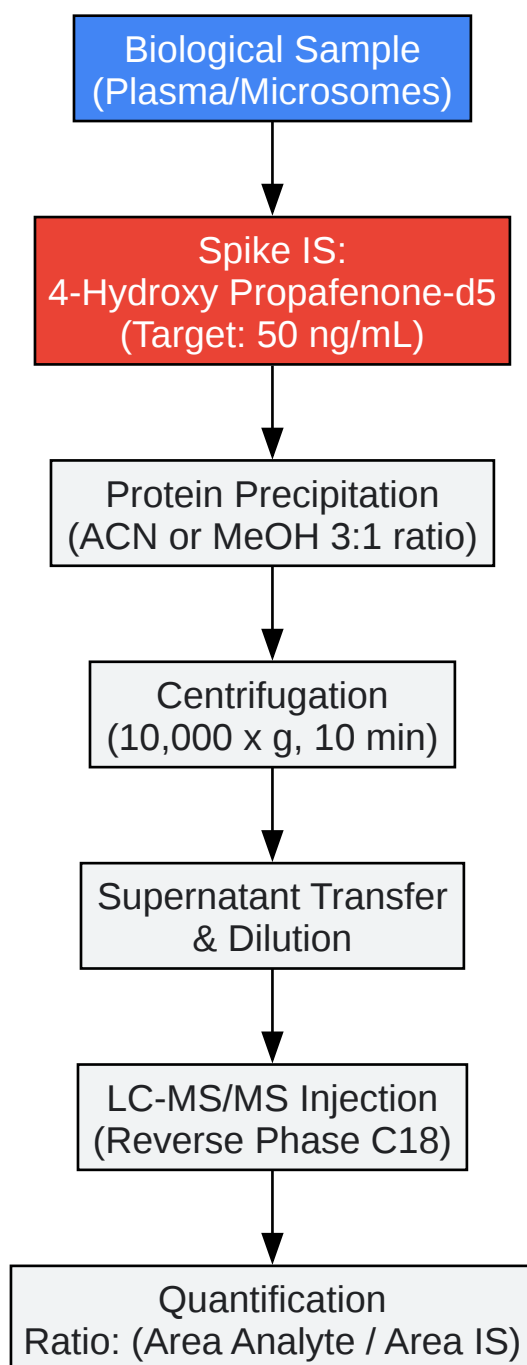 Biological Sample
(Plasma/Microsomes)
Spike IS:
4-Hydroxy Propafenone-d5
(Target: 50 ng/mL)
Protein Precipitation
(ACN or MeOH 3:1 ratio)
Centrifugation
(10,000 x g, 10 min)
Supernatant Transfer
& Dilution
LC-MS/MS Injection
(Reverse Phase C18)
Quantification
Ratio: (Area Analyte / Area IS)